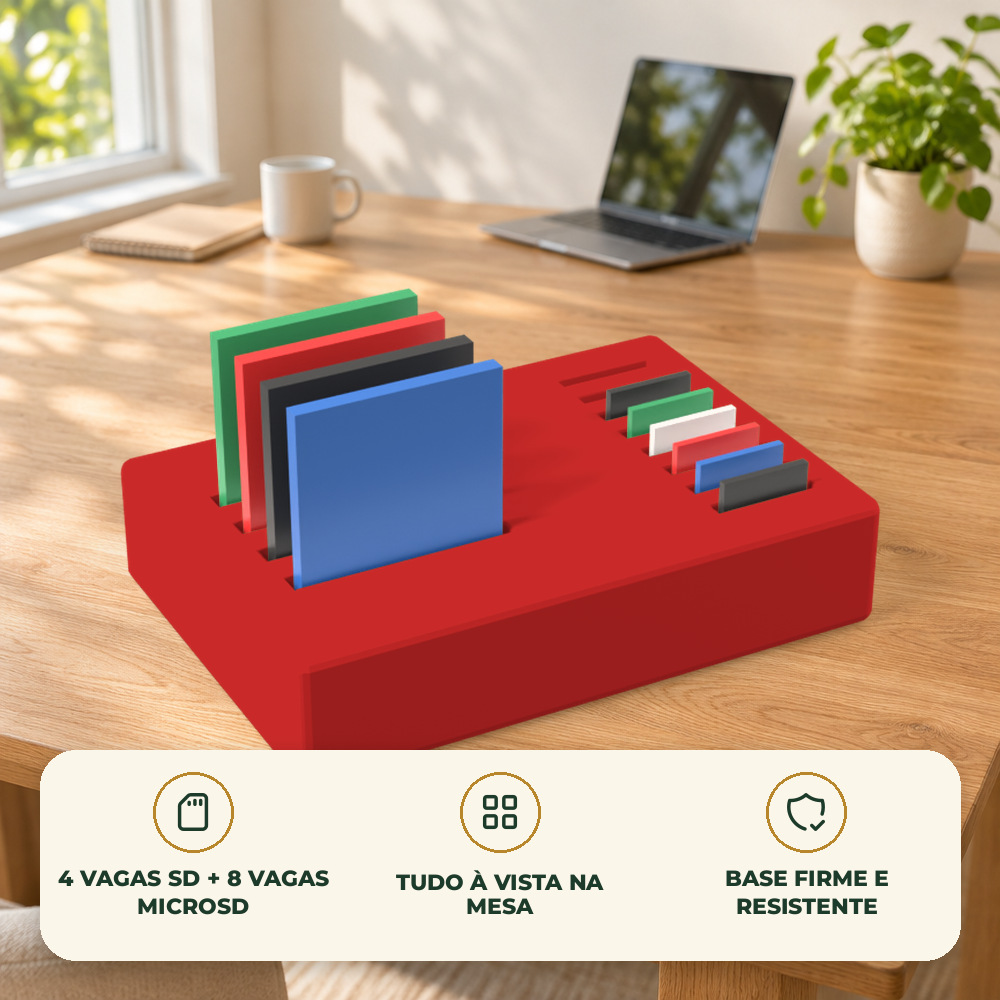 4 VAGAS SD + 8 VAGAS
MICROSD
TUDO À VISTA NA
MESA
BASE FIRME E
RESISTENTE